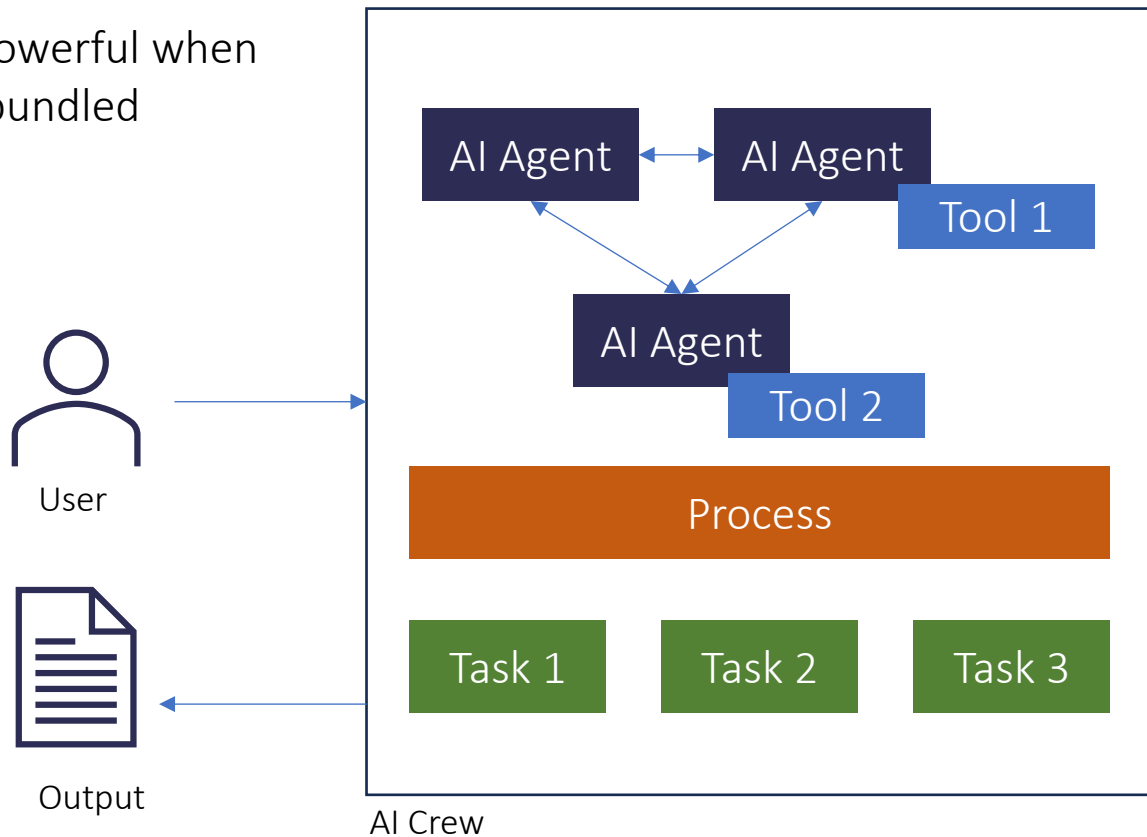 owerful when
bundled
AI Agent
AI Agent
Tool 1
AI Agent
Tool 2
User
Process
Task 1
Task 2
Task 3
Output
AI Crew